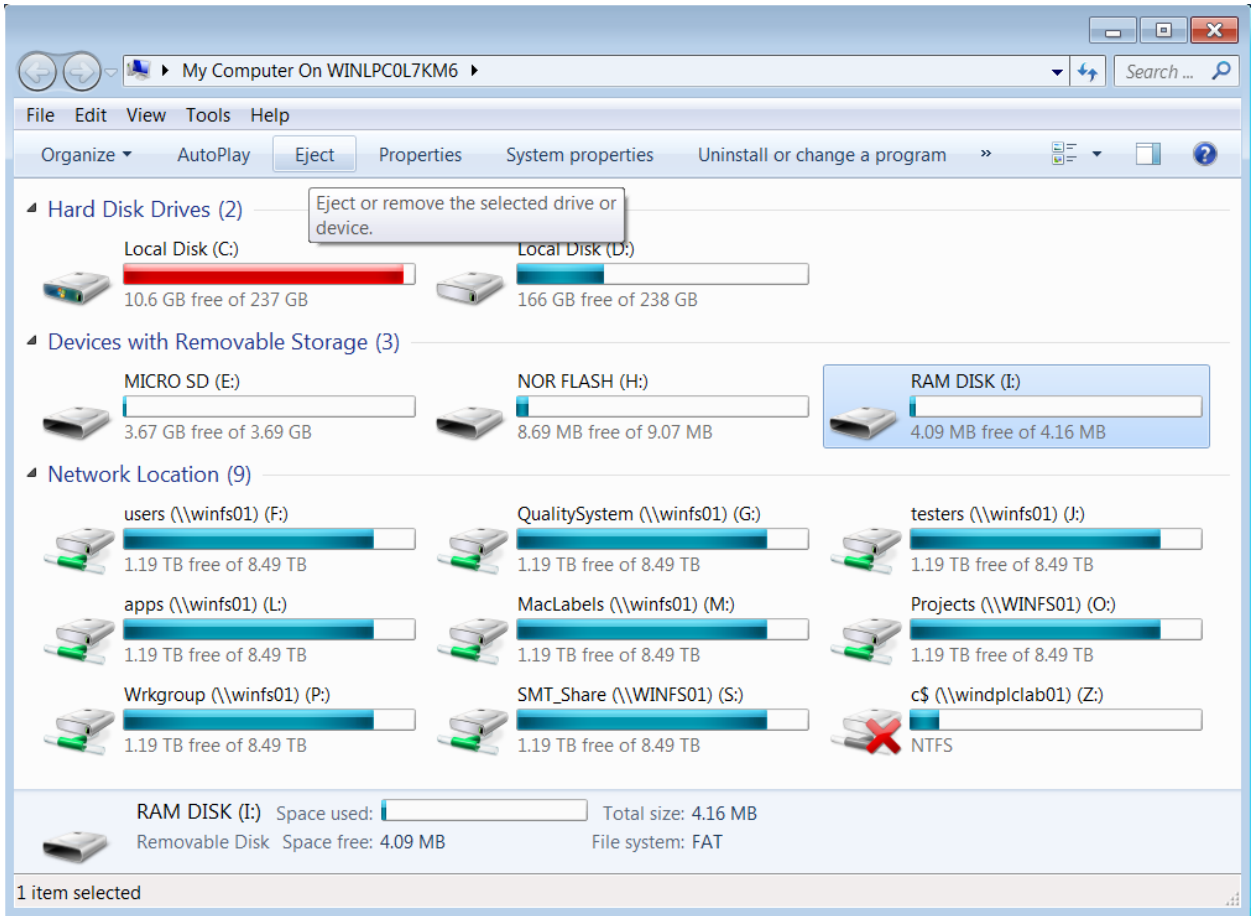 My Computer On WINLPC0L7KM6
Search ...
File Edit View Tools Help
Organize AutoPlay Eject Properties System properties Uninstall or change a program »
Eject or remove the selected drive or
device.
Hard Disk Drives (2)
Local Disk (C:) Local Disk (D:)
10.6 GB free of 237 GB 166 GB free of 238 GB
Devices with Removable Storage (3)
MICRO SD (E:) NOR FLASH (H:) RAM DISK (I:)
3.67 GB free of 3.69 GB 8.69 MB free of 9.07 MB 4.09 MB free of 4.16 MB
Network Location (9)
users (\\winfs01) (F:) QualitySystem (\\winfs01) (G:) testers (\\winfs01) (J:)
1.19 TB free of 8.49 TB 1.19 TB free of 8.49 TB 1.19 TB free of 8.49 TB
apps (\\winfs01) (L:) MacLabels (\\winfs01) (M:) Projects (\\WINFS01) (O:)
1.19 TB free of 8.49 TB 1.19 TB free of 8.49 TB 1.19 TB free of 8.49 TB
Wrkgroup (\\winfs01) (P:) SMT_Share (\\WINFS01) (S:) c$ (\\windplclab01) (Z:)
1.19 TB free of 8.49 TB 1.19 TB free of 8.49 TB NTFS
RAM DISK (I:) Space used: Total size: 4.16 MB
Removable Disk Space free: 4.09 MB File system: FAT
1 item selected